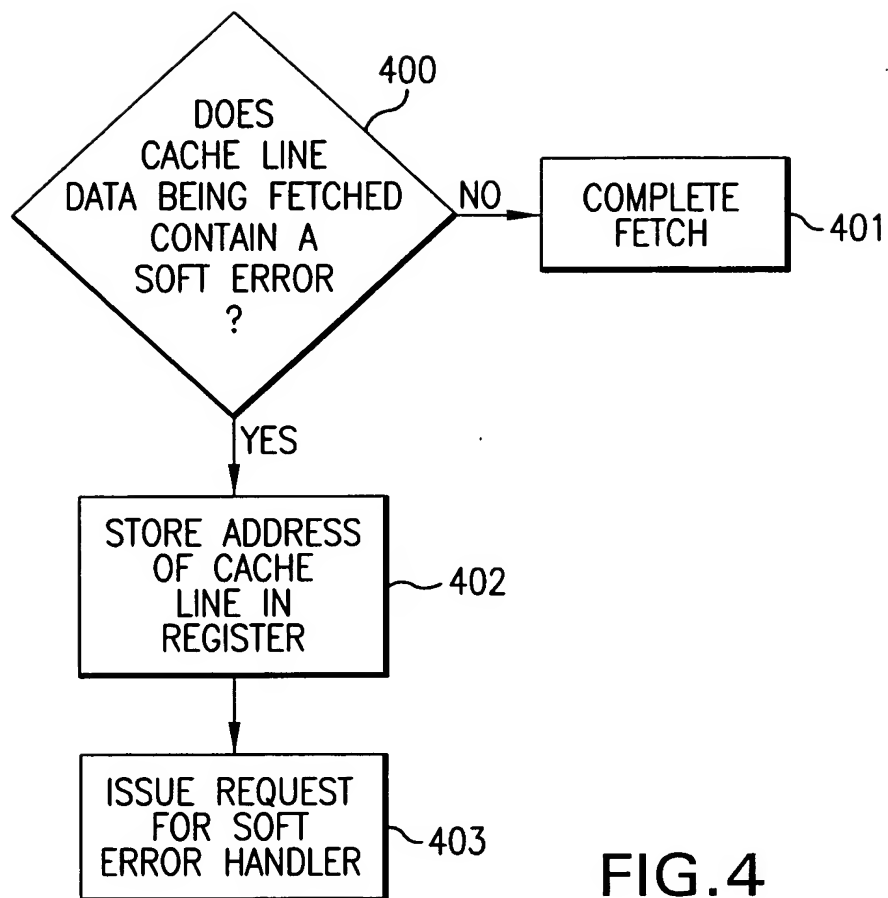 400
DOES
CACHE LINE
DATA BEING FETCHED
CONTAIN A
SOFT ERROR
?
NO
COMPLETE
FETCH
401
YES
STORE ADDRESS
OF CACHE
LINE IN
REGISTER
402
ISSUE REQUEST
FOR SOFT
ERROR HANDLER
403
FIG.4